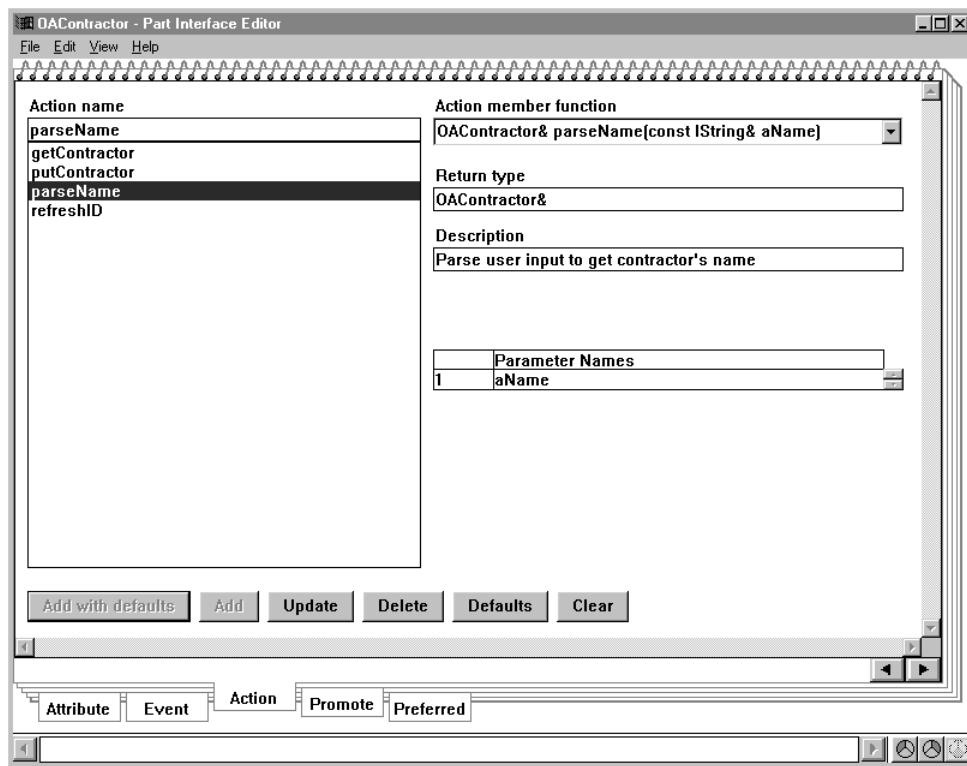 OAContractor - Part Interface Editor
File Edit View Help
Action name
parseName
getContractor
putContractor
parseName
refreshID
Action member function
OAContractor& parseName(const IString& aName)
Return type
OAContractor&
Description
Parse user input to get contractor's name
Parameter Names
1 aName
Add with defaults Add Update Delete Defaults Clear
Attribute Event Action Promote Preferred